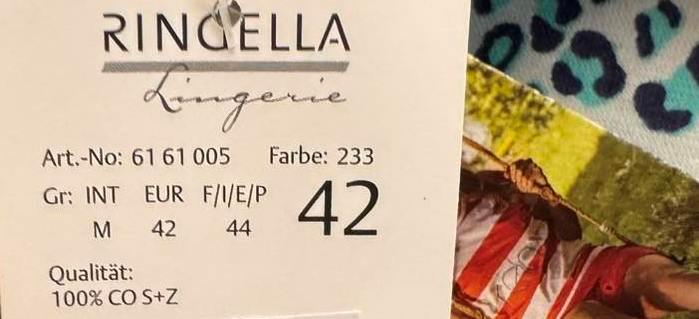 RINGELLA
Lingerie
Art.-No: 61 61 005 Farbe: 233
Gr: INT EUR F/I/E/P 42
M 42 44
Qualität:
100% CO S+Z